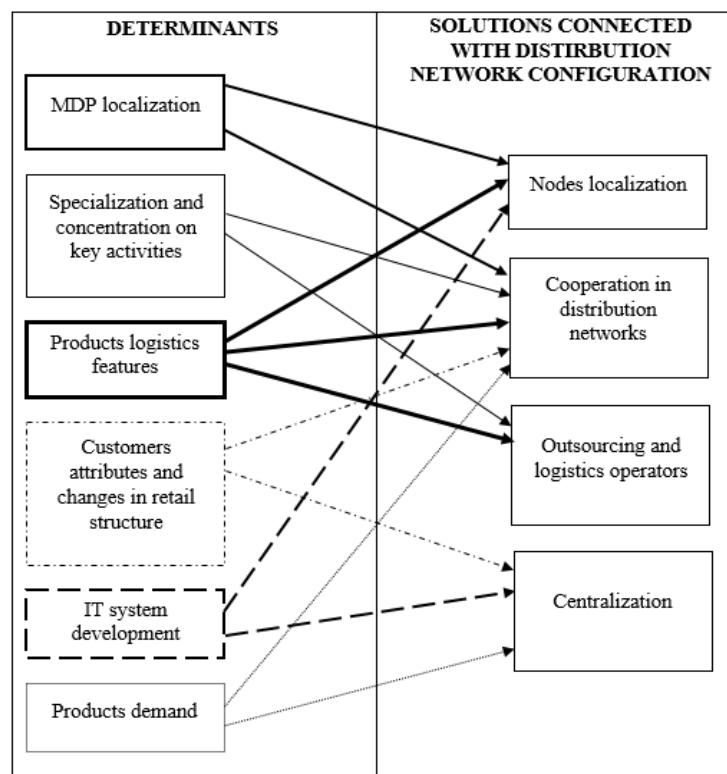 DETERMINANTS
SOLUTIONS CONNECTED
WITH DISTIRBUTION
NETWORK CONFIGURATION
MDP localization
Specialization and
concentration on
key activities
Products logistics
features
Customers
attributes and
changes in retail
structure
IT system
development
Products demand
Nodes localization
Cooperation in
distribution
networks
Outsourcing and
logistics operators
Centralization